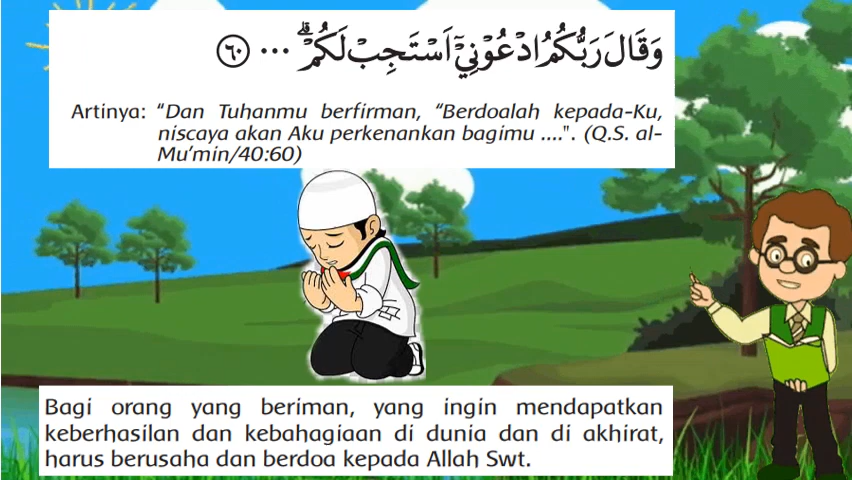 وَقَالَ رَبُّكُمُ ادْعُوْنِيْٓ اَسْتَجِبْ لَكُمْ ۗ ... ٦٠
Artinya: “Dan Tuhanmu berfirman, “Berdoalah kepada-Ku,
niscaya akan Aku perkenankan bagimu ....". (Q.S. al-
Mu’min/40:60)
Bagi orang yang beriman, yang ingin mendapatkan
keberhasilan dan kebahagiaan di dunia dan di akhirat,
harus berusaha dan berdoa kepada Allah Swt.